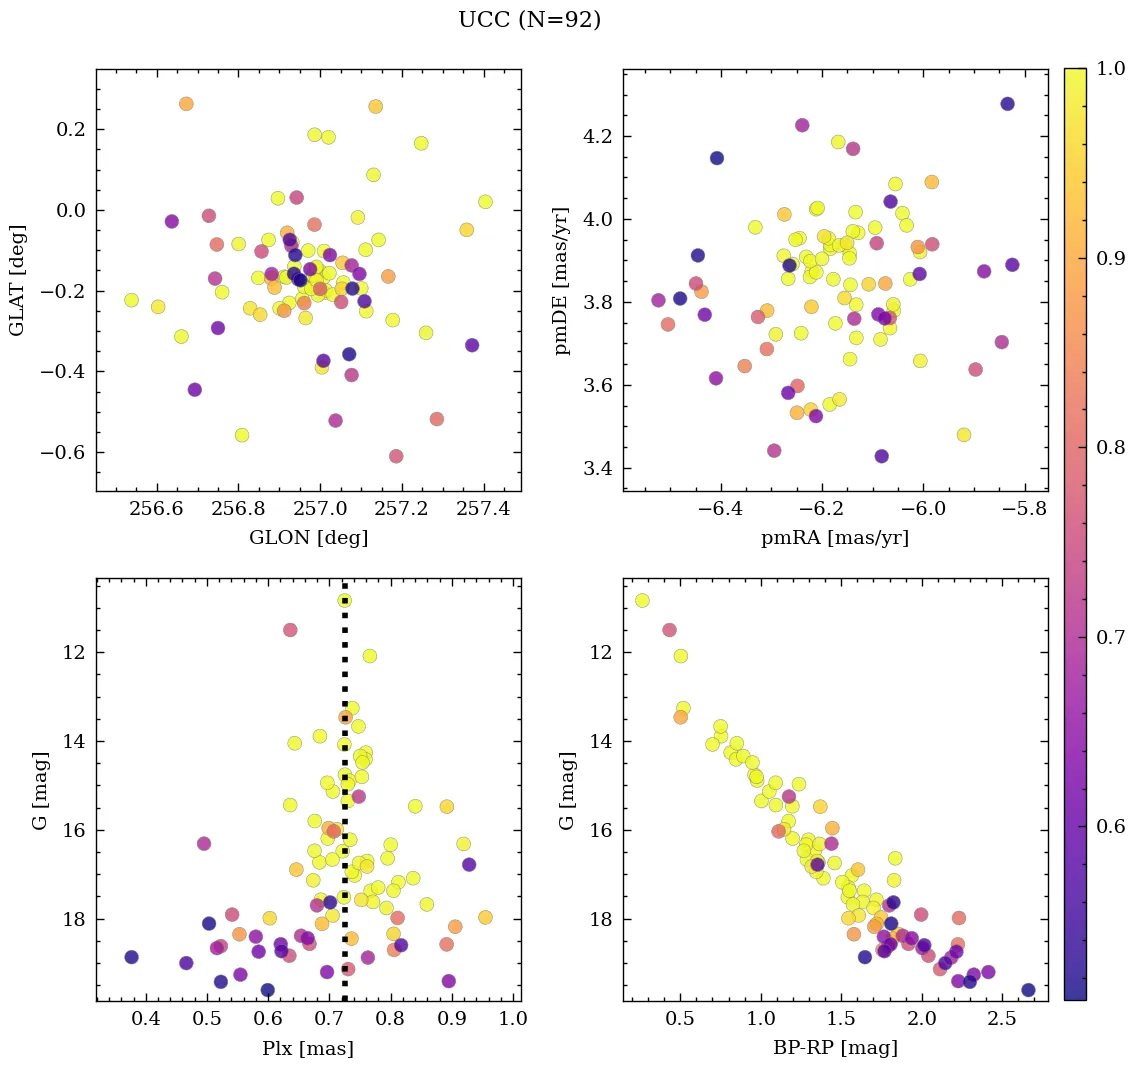 UCC (N=92)
0.2
0.0
−0.2
−0.4
−0.6
GLAT [deg]
256.6 256.8 257.0 257.2 257.4
GLON [deg]
4.2
4.0
3.8
3.6
3.4
pmDE [mas/yr]
−6.4 −6.2 −6.0 −5.8
pmRA [mas/yr]
1.0
0.9
0.8
0.7
0.6
12
14
16
18
G [mag]
0.4 0.5 0.6 0.7 0.8 0.9 1.0
Plx [mas]
12
14
16
18
G [mag]
0.5 1.0 1.5 2.0 2.5
BP-RP [mag]